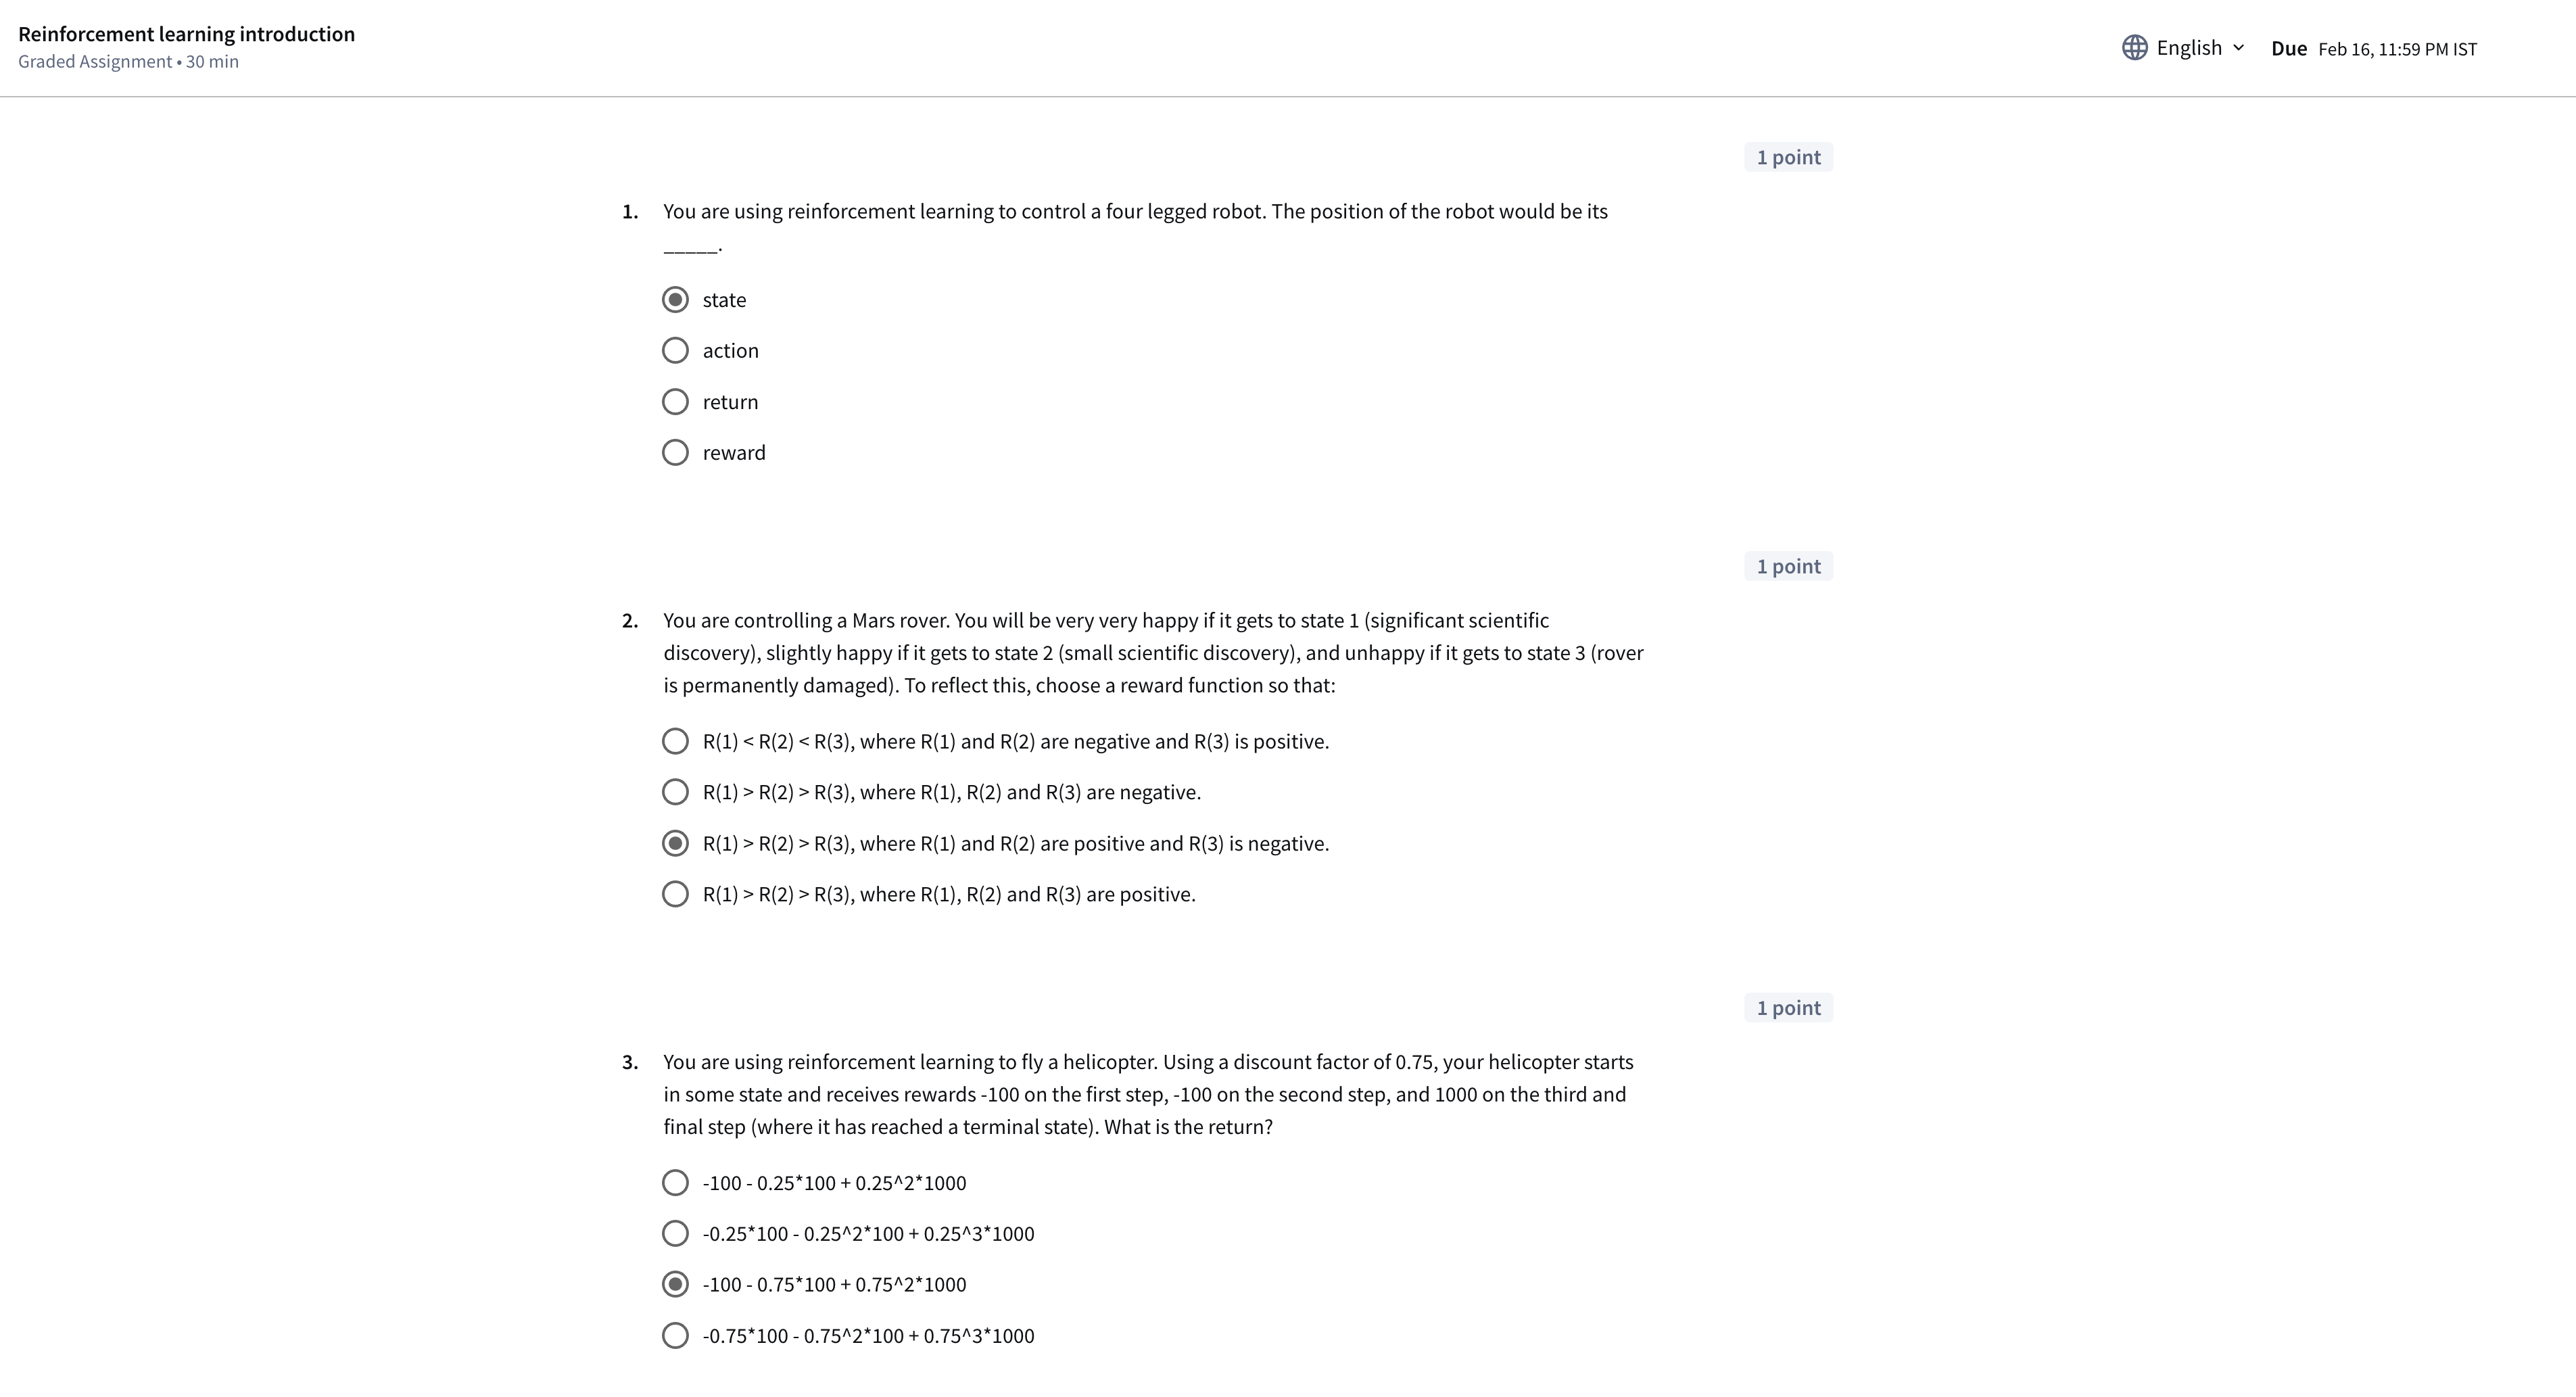 Reinforcement learning introduction
Graded Assignment • 30 min
English
Due Feb 16, 11:59 PM IST
1 point
1. You are using reinforcement learning to control a four legged robot. The position of the robot would be its
_____.
state
action
return
reward
1 point
2. You are controlling a Mars rover. You will be very very happy if it gets to state 1 (significant scientific
discovery), slightly happy if it gets to state 2 (small scientific discovery), and unhappy if it gets to state 3 (rover
is permanently damaged). To reflect this, choose a reward function so that:
R(1) < R(2) < R(3), where R(1) and R(2) are negative and R(3) is positive.
R(1) > R(2) > R(3), where R(1), R(2) and R(3) are negative.
R(1) > R(2) > R(3), where R(1) and R(2) are positive and R(3) is negative.
R(1) > R(2) > R(3), where R(1), R(2) and R(3) are positive.
1 point
3. You are using reinforcement learning to fly a helicopter. Using a discount factor of 0.75, your helicopter starts
in some state and receives rewards -100 on the first step, -100 on the second step, and 1000 on the third and
final step (where it has reached a terminal state). What is the return?
-100 - 0.25*100 + 0.25^2*1000
-0.25*100 - 0.25^2*100 + 0.25^3*1000
-100 - 0.75*100 + 0.75^2*1000
-0.75*100 - 0.75^2*100 + 0.75^3*1000